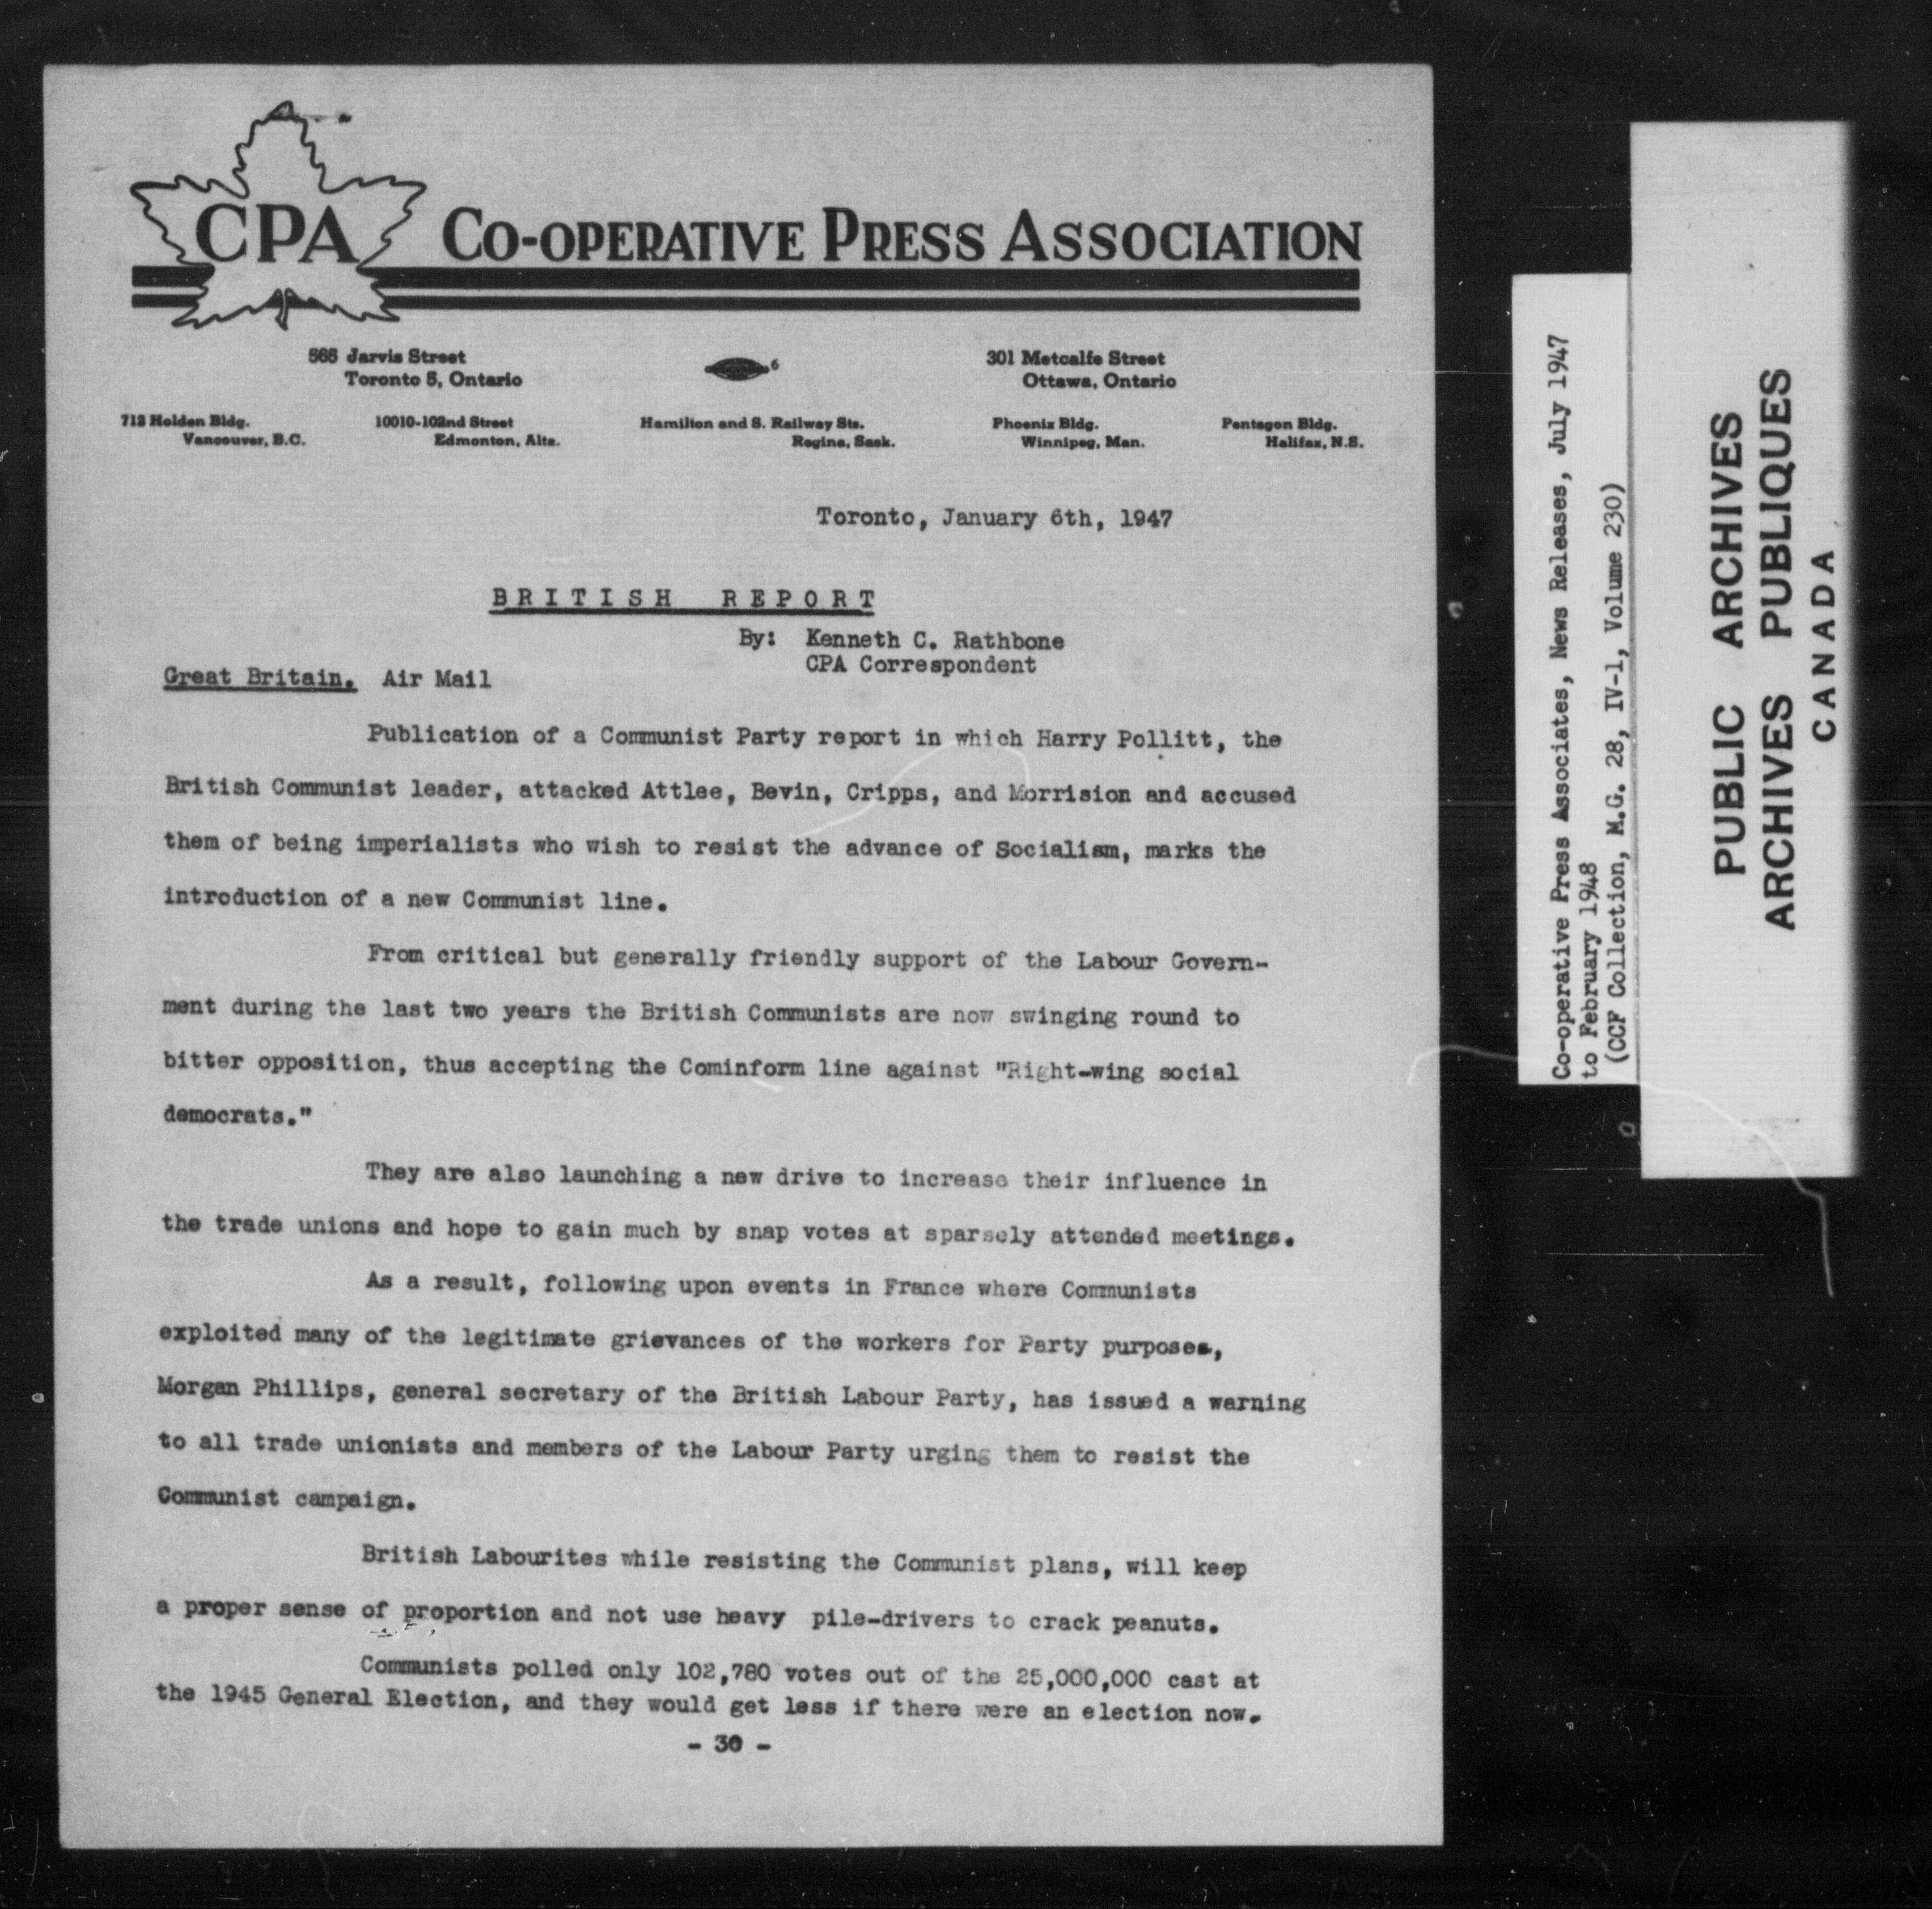 CPA CO-OPERATIVE PRESS ASSOCIATION
565 Jarvis Street
Toronto 5, Ontario
6
301 Metcalfe Street
Ottawa, Ontario
712 Holden Bldg.
Vancouver, B.C.
10010-102nd Street
Edmonton, Alta.
Hamilton and S. Railway Sts.
Regina, Sask.
Phoenix Bldg.
Winnipeg, Man.
Pentagon Bldg.
Halifax, N.S.
Toronto, January 6th, 1947
BRITISH REPORT
By: Kenneth C. Rathbone
CPA Correspondent
Great Britain. Air Mail
Publication of a Communist Party report in which Harry Pollitt, the
British Communist leader, attacked Attlee, Bevin, Cripps, and Morrision and accused
them of being imperialists who wish to resist the advance of Socialism, marks the
introduction of a new Communist line.
From critical but generally friendly support of the Labour Govern-
ment during the last two years the British Communists are now swinging round to
bitter opposition, thus accepting the Cominform line against "Right-wing social
democrats."
They are also launching a new drive to increase their influence in
the trade unions and hope to gain much by snap votes at sparsely attended meetings.
As a result, following upon events in France where Communists
exploited many of the legitimate grievances of the workers for Party purposes,
Morgan Phillips, general secretary of the British Labour Party, has issued a warning
to all trade unionists and members of the Labour Party urging them to resist the
Communist campaign.
British Labourites while resisting the Communist plans, will keep
a proper sense of proportion and not use heavy pile-drivers to crack peanuts.
Communists polled only 102,780 votes out of the 25,000,000 cast at
the 1945 General Election, and they would get less if there were an election now.
- 30 -
Co-operative Press Associates, News Releases, July 1947
to February 1948
(CCF Collection, M.G. 28, IV-1, Volume 230)
PUBLIC ARCHIVES
ARCHIVES PUBLIQUES
CANADA